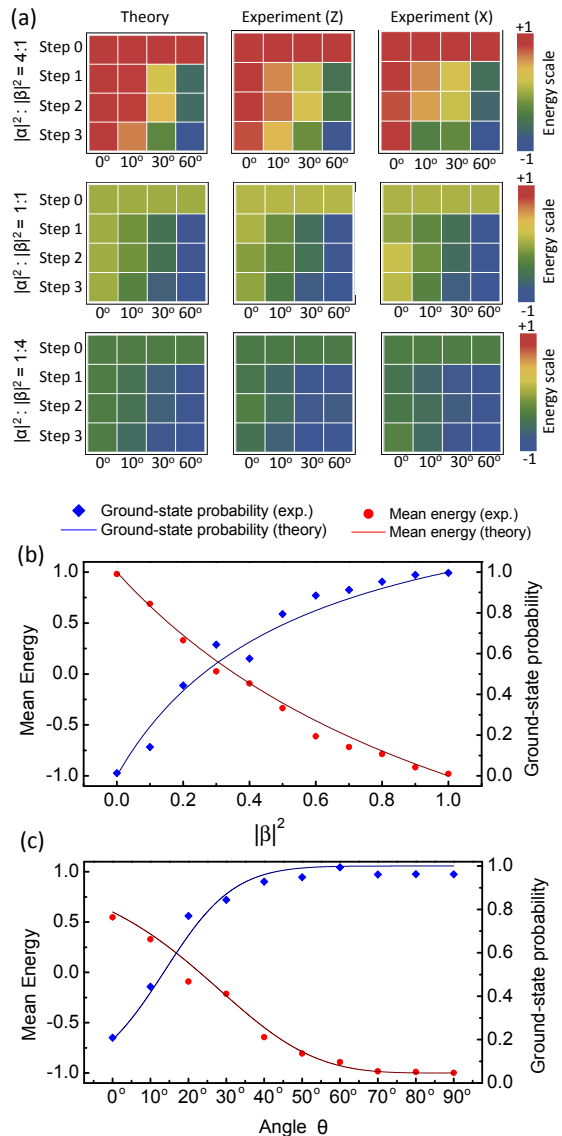 (a)
Theory Experiment (Z) Experiment (X)
|α|² : |β|² = 4:1
Step 0
Step 1
Step 2
Step 3
0° 10° 30° 60° 0° 10° 30° 60° 0° 10° 30° 60°
+1
Energy scale
-1
|α|² : |β|² = 1:1
Step 0
Step 1
Step 2
Step 3
0° 10° 30° 60° 0° 10° 30° 60° 0° 10° 30° 60°
+1
Energy scale
-1
|α|² : |β|² = 1:4
Step 0
Step 1
Step 2
Step 3
0° 10° 30° 60° 0° 10° 30° 60° 0° 10° 30° 60°
+1
Energy scale
-1
Ground-state probability (exp.) Mean energy (exp.)
Ground-state probability (theory) Mean energy (theory)
(b)
Mean Energy
1.0
0.5
0.0
-0.5
-1.0
1.0
0.8
0.6
0.4
0.2
0.0
Ground-state probability
0.0 0.2 0.4 0.6 0.8 1.0
|β|²
(c)
Mean Energy
1.0
0.5
0.0
-0.5
-1.0
1.0
0.8
0.6
0.4
0.2
0.0
Ground-state probability
0° 10° 20° 30° 40° 50° 60° 70° 80° 90°
Angle θ